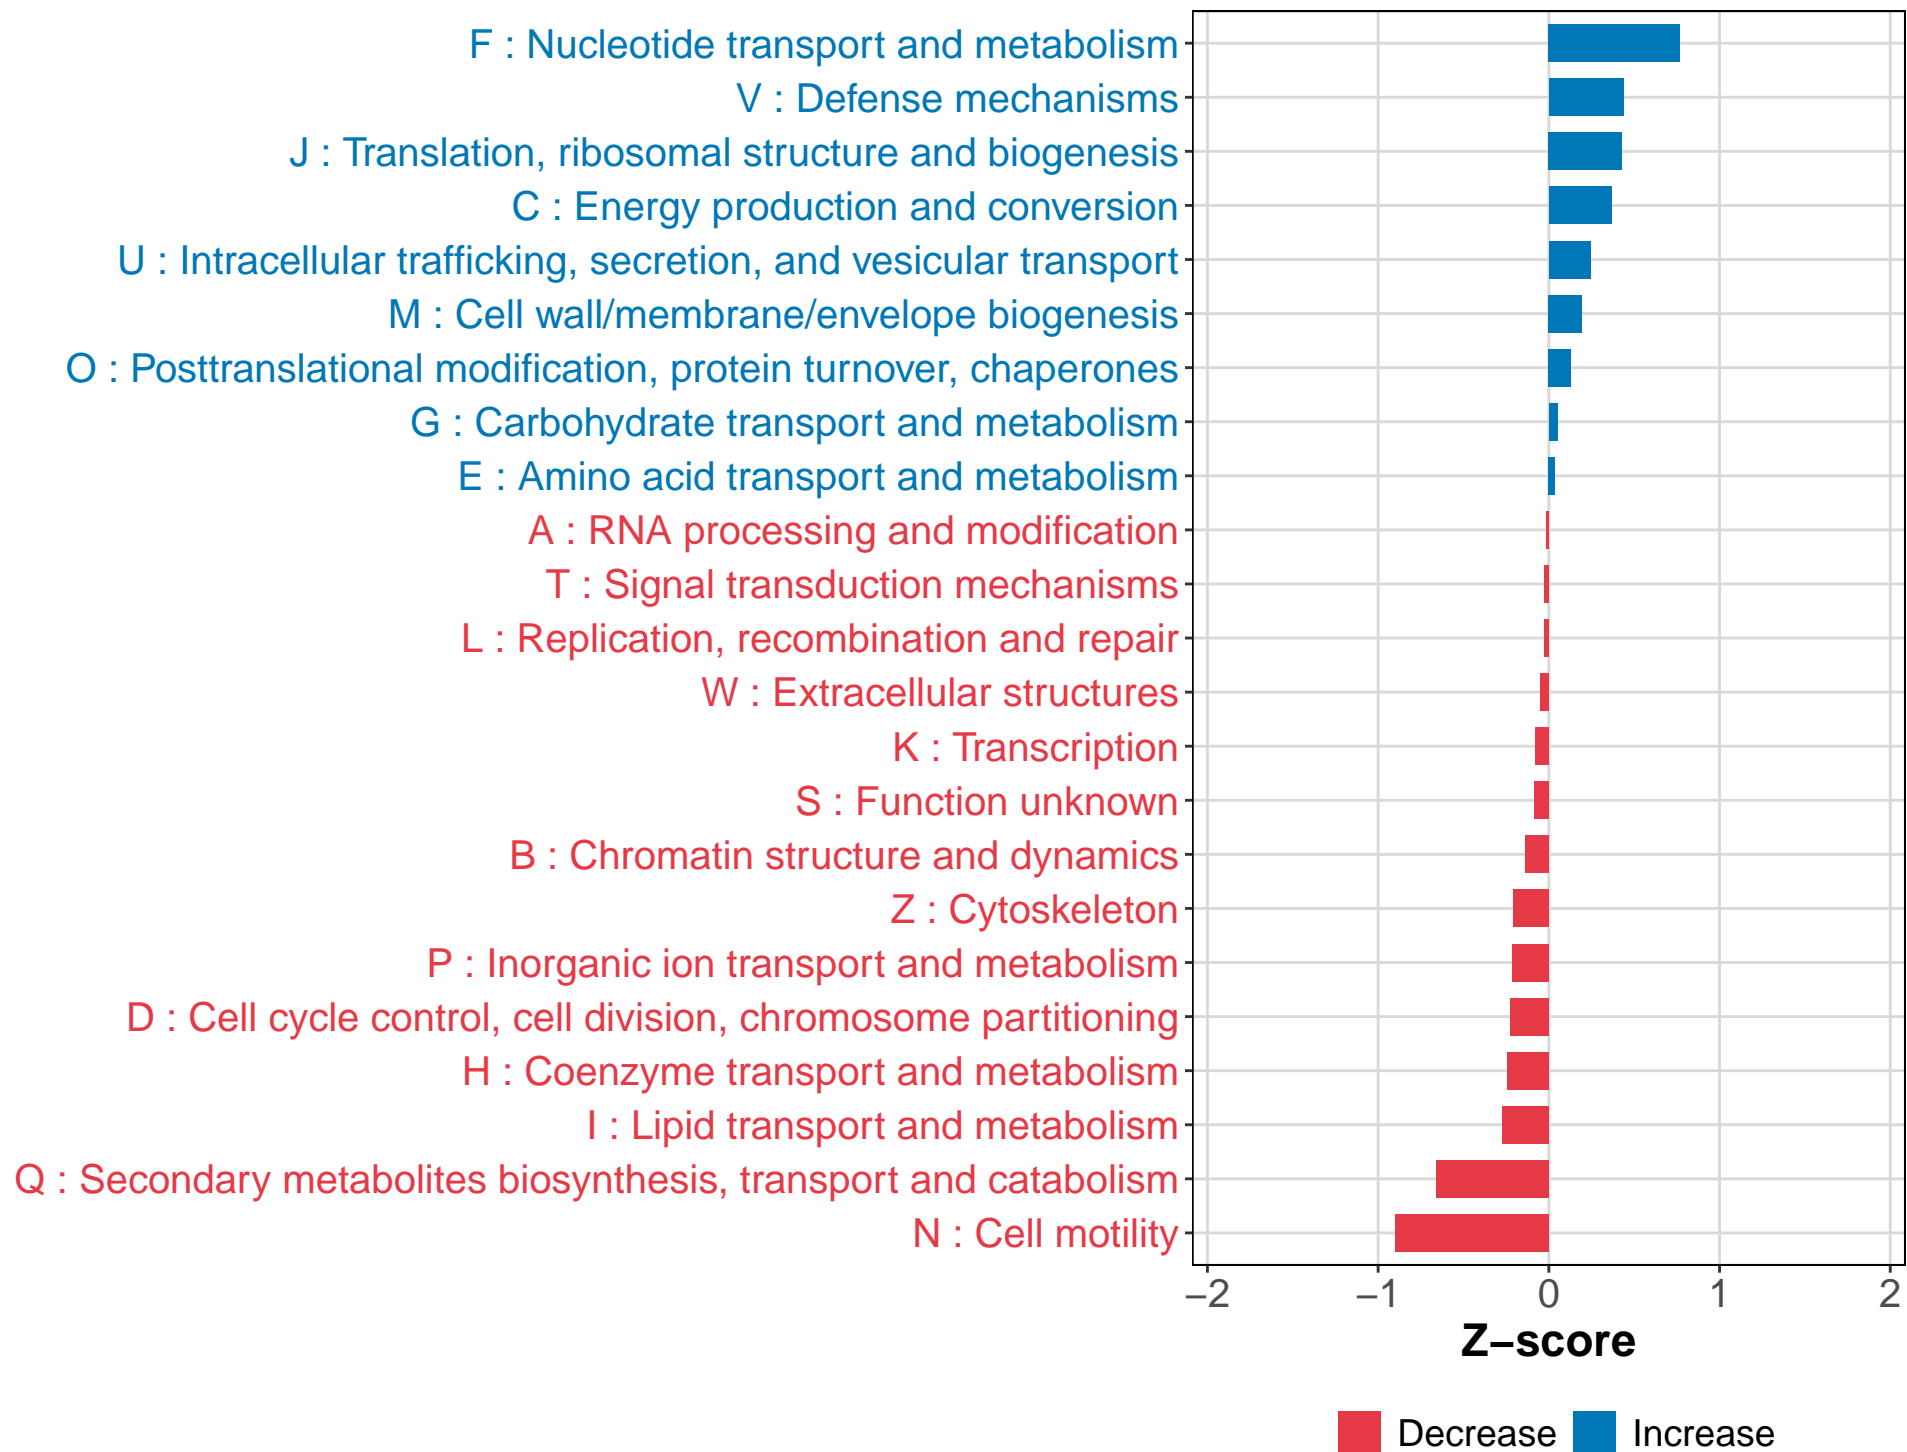 F : Nucleotide transport and metabolism
V : Defense mechanisms
J : Translation, ribosomal structure and biogenesis
C : Energy production and conversion
U : Intracellular trafficking, secretion, and vesicular transport
M : Cell wall/membrane/envelope biogenesis
O : Posttranslational modification, protein turnover, chaperones
G : Carbohydrate transport and metabolism
E : Amino acid transport and metabolism
A : RNA processing and modification
T : Signal transduction mechanisms
L : Replication, recombination and repair
W : Extracellular structures
K : Transcription
S : Function unknown
B : Chromatin structure and dynamics
Z : Cytoskeleton
P : Inorganic ion transport and metabolism
D : Cell cycle control, cell division, chromosome partitioning
H : Coenzyme transport and metabolism
I : Lipid transport and metabolism
Q : Secondary metabolites biosynthesis, transport and catabolism
N : Cell motility
−2 −1 0 1 2
Z−score
Decrease Increase